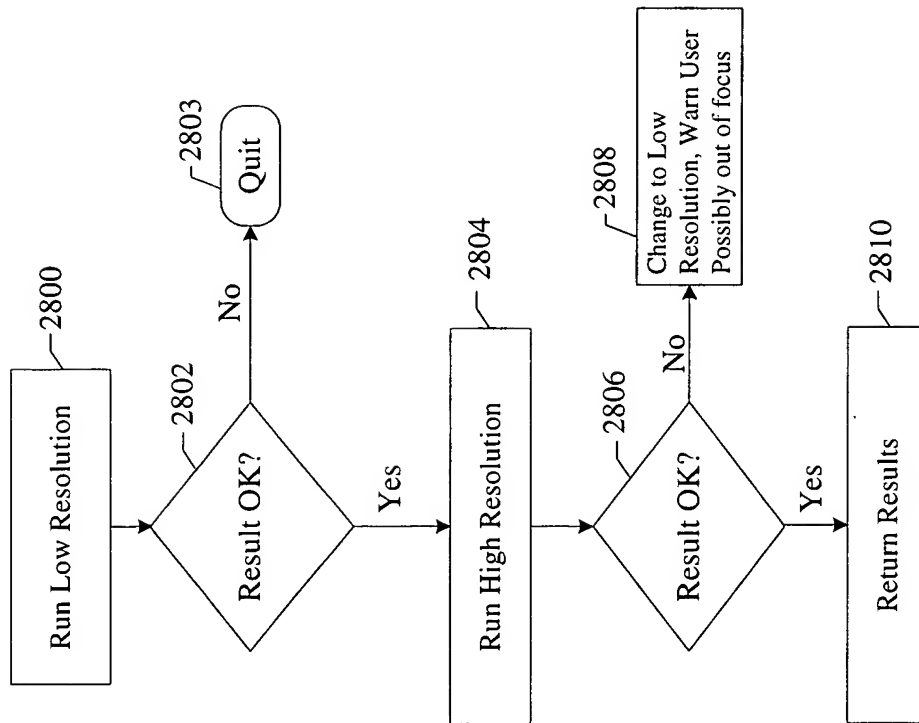 2800
Run Low Resolution
2802
Result OK?
No
2803
Quit
Yes
2804
Run High Resolution
2806
Result OK?
No
2808
Change to Low
Resolution, Warn User
Possibly out of focus
Yes
2810
Return Results